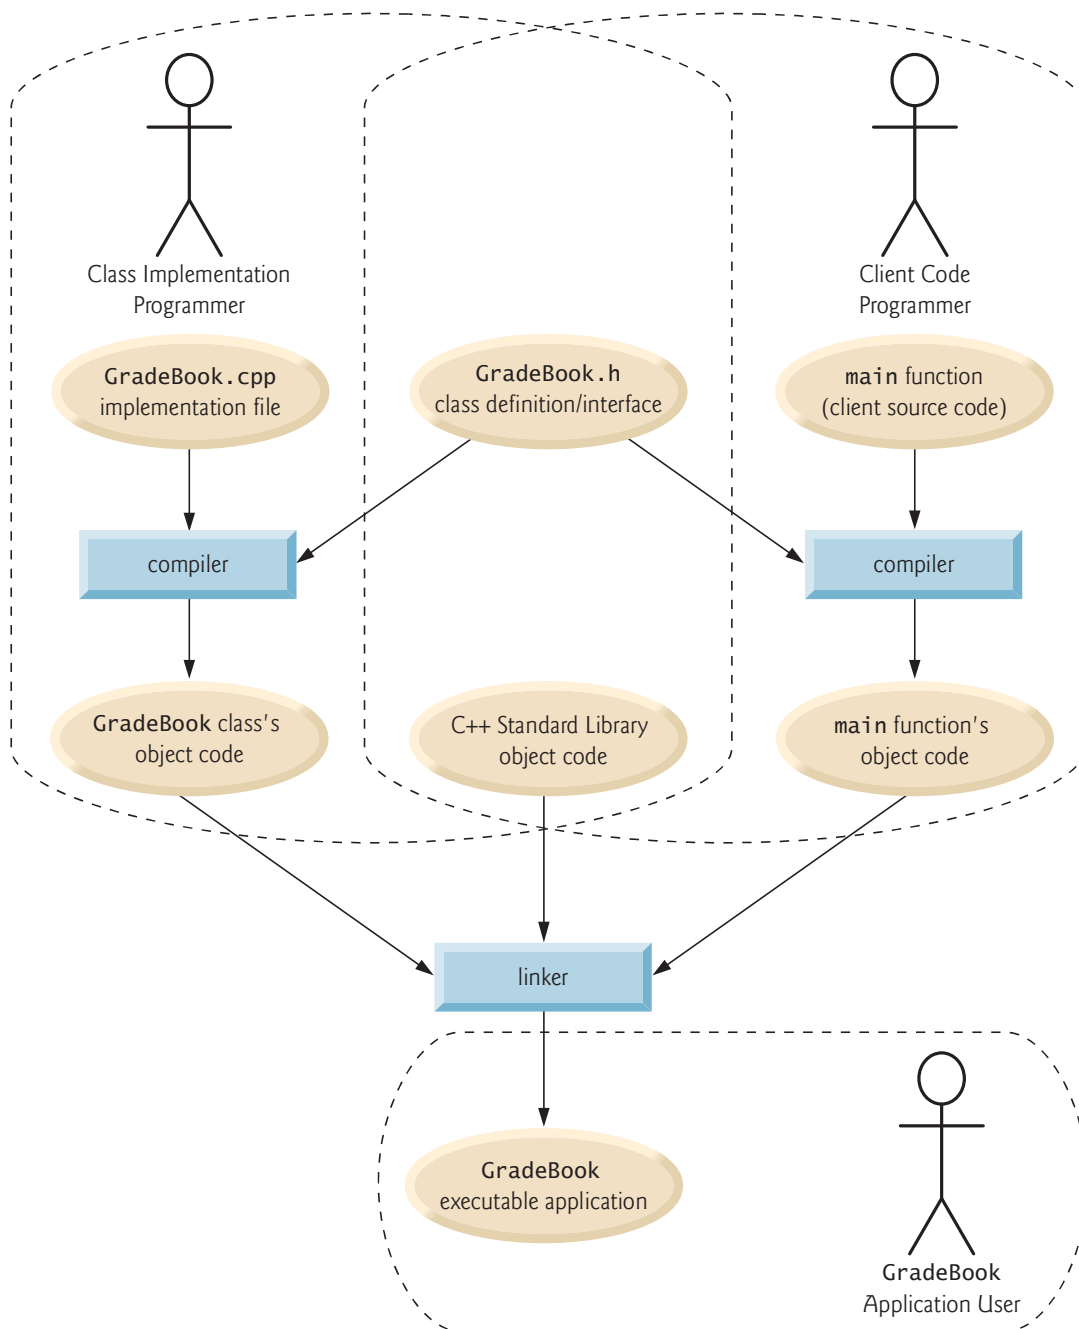 Class Implementation
Programmer
Client Code
Programmer
GradeBook.cpp
implementation file
GradeBook.h
class definition/interface
main function
(client source code)
compiler
compiler
GradeBook class's
object code
C++ Standard Library
object code
main function's
object code
linker
GradeBook
executable application
GradeBook
Application User